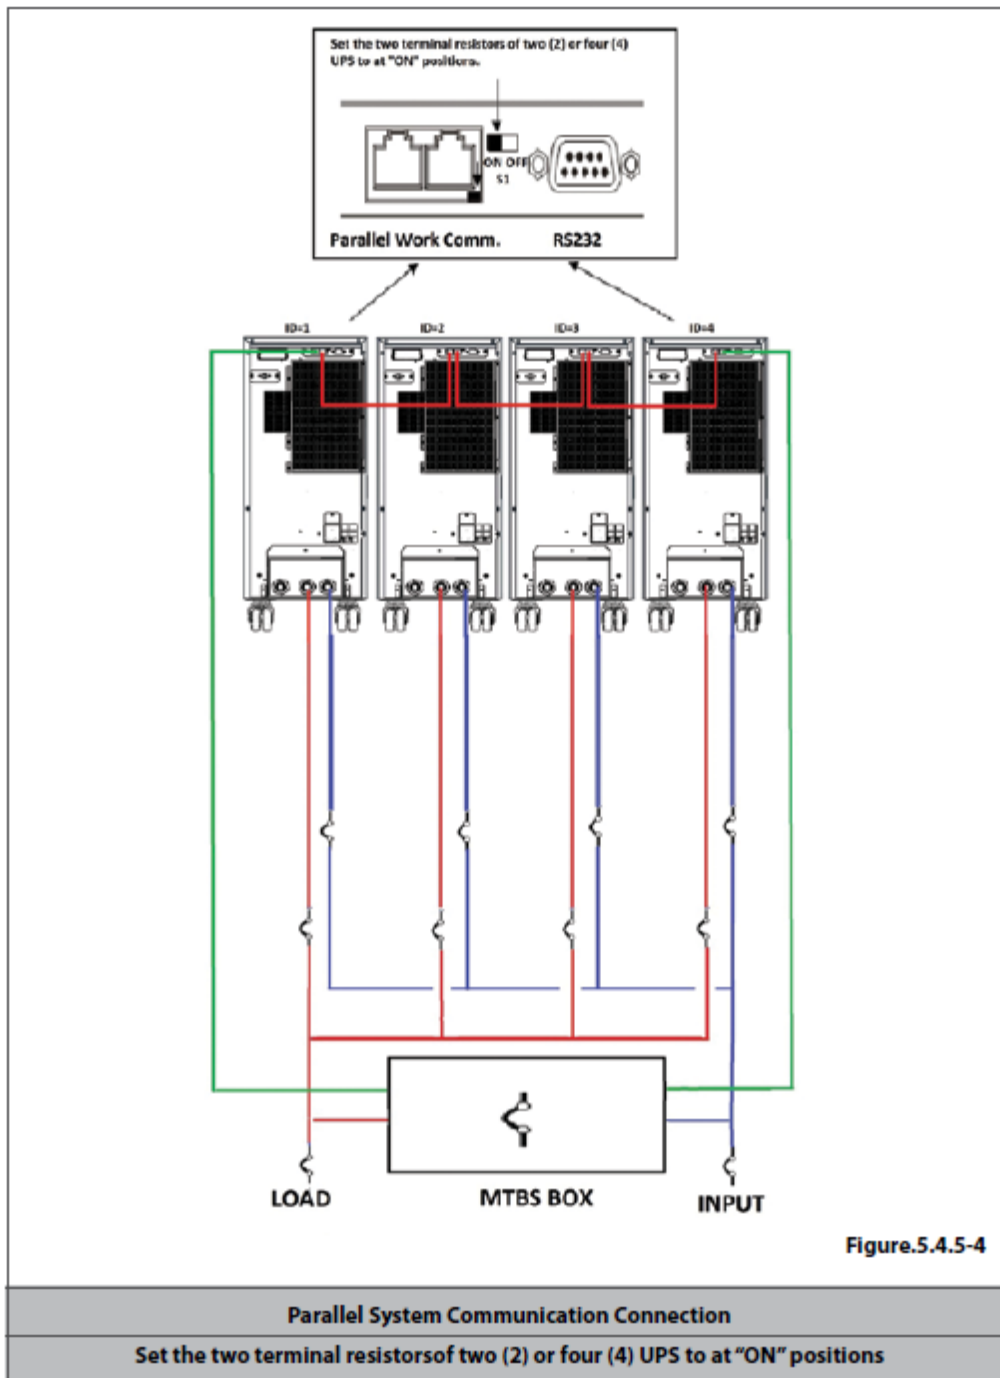 Set the two terminal resistors of two (2) or four (4)
UPS to at "ON" positions.
ON OFF
S1
Parallel Work Comm. RS232
ID=1 ID=2 ID=3 ID=4
LOAD MTBS BOX INPUT
Figure.5.4.5-4
Parallel System Communication Connection
Set the two terminal resistorsof two (2) or four (4) UPS to at “ON” positions